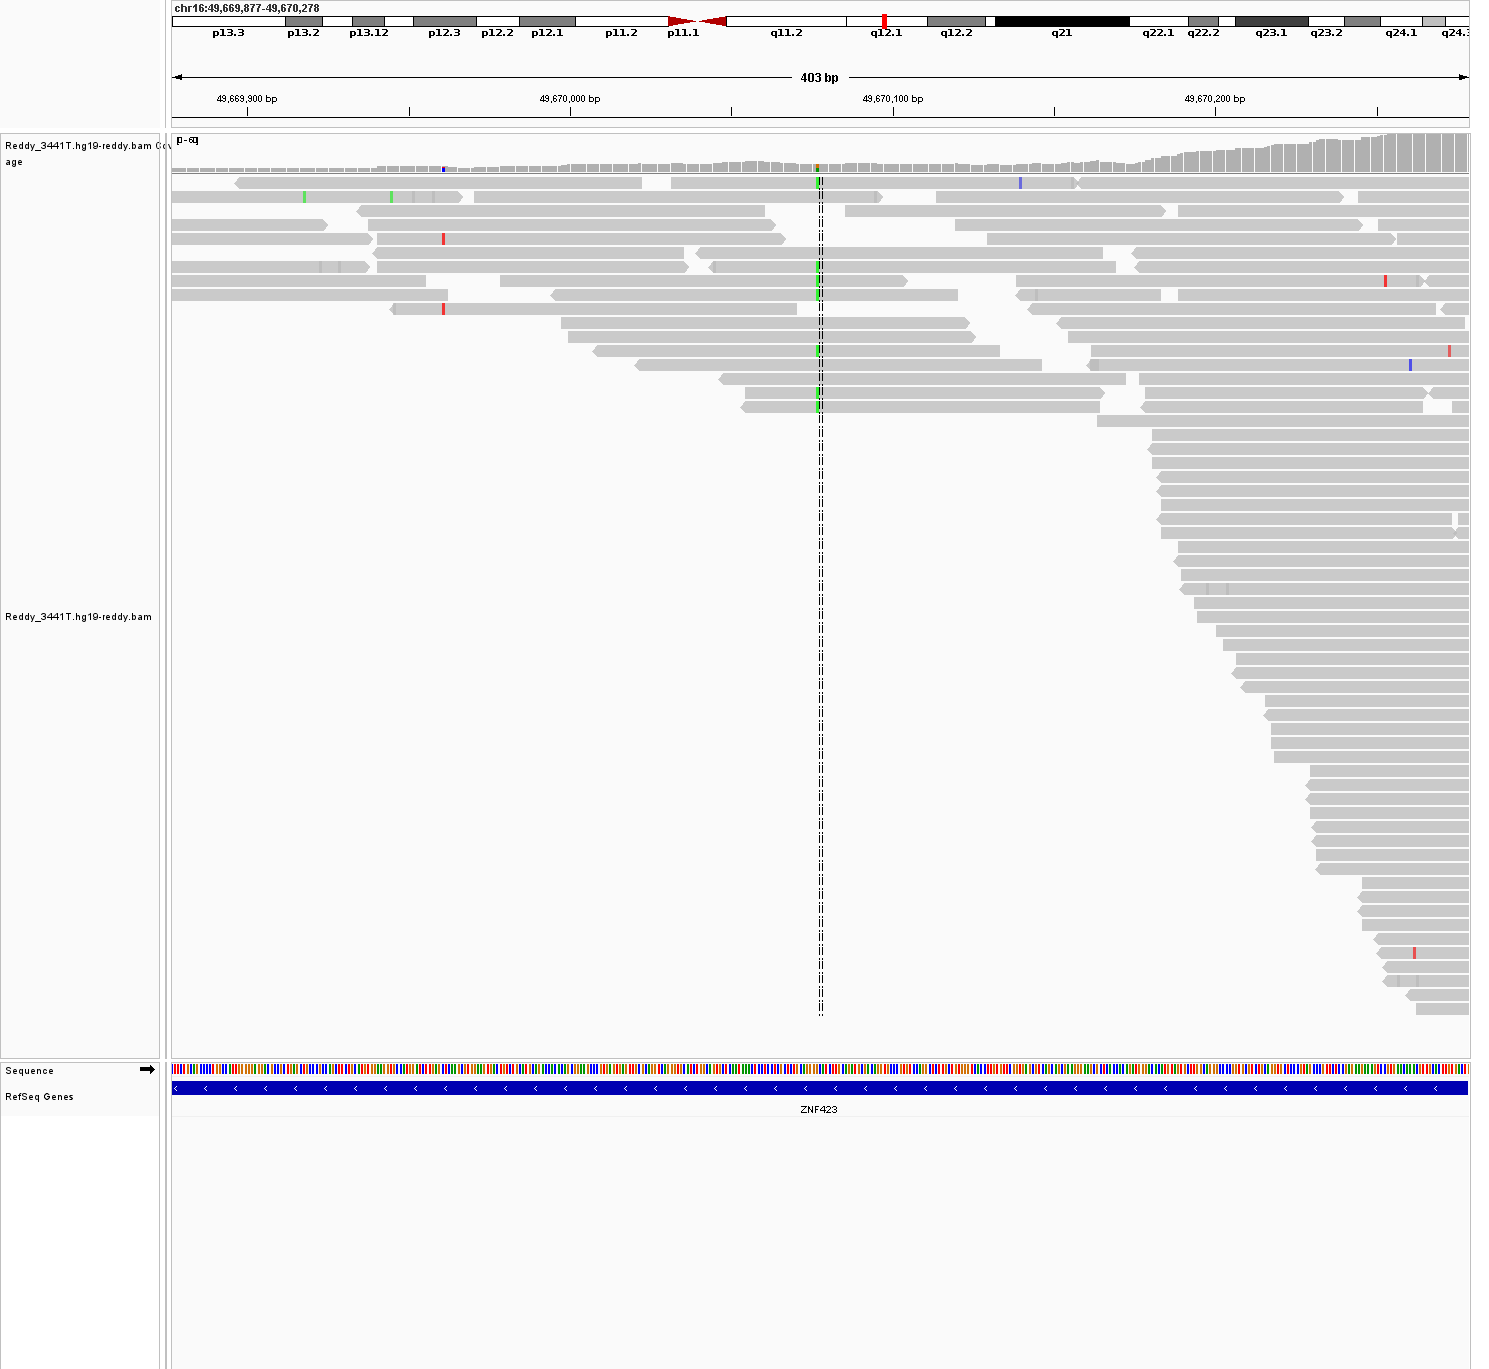 chr16:49,669,877-49,670,278
p13.3 p13.2 p13.12 p12.3 p12.2 p12.1 p11.2 p11.1 q11.2 q12.1 q12.2 q21 q22.1 q22.2 q23.1 q23.2 q24.1 q24.3
403 bp
49,669,900 bp 49,670,000 bp 49,670,100 bp 49,670,200 bp
Reddy_3441T.hg19-reddy.bam Cov
age
[0-60]
Reddy_3441T.hg19-reddy.bam
Sequence
RefSeq Genes
ZNF423